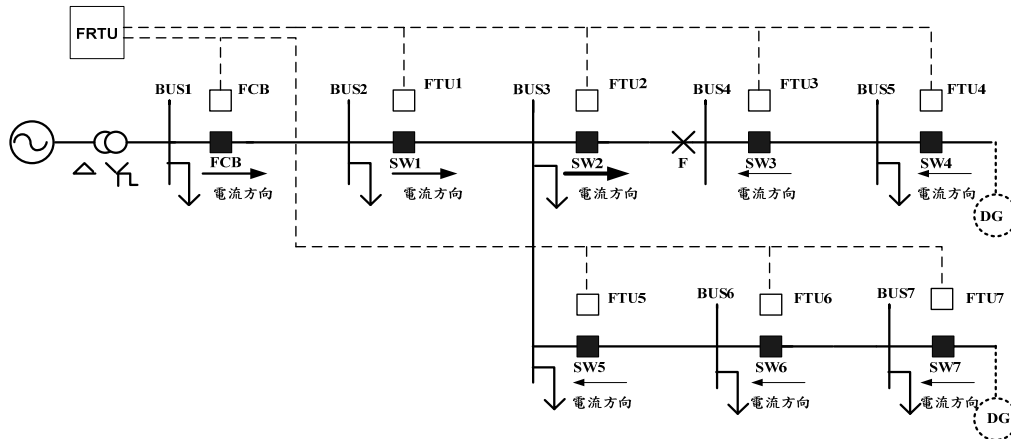 FRTU
BUS1
FCB
BUS2
FTU1
BUS3
FTU2
BUS4
FTU3
BUS5
FTU4
FCB
SW1
SW2
F
SW3
SW4
電流方向
電流方向
電流方向
電流方向
電流方向
DG
FTU5
BUS6
FTU6
BUS7
FTU7
SW5
SW6
SW7
電流方向
電流方向
電流方向
DG